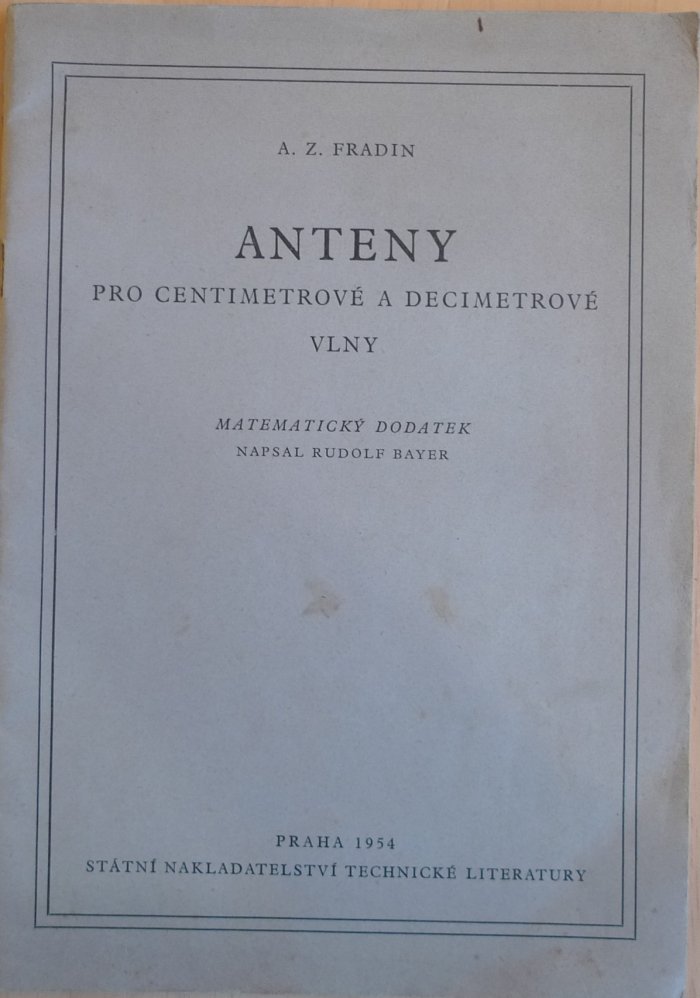 A. Z. FRADIN
ANTENY
PRO CENTIMETROVÉ A DECIMETROVÉ
VLNY
MATEMATICKÝ DODATEK
NAPSAL RUDOLF BAYER
PRAHA 1954
STÁTNÍ NAKLADATELSTVÍ TECHNICKÉ LITERATURY